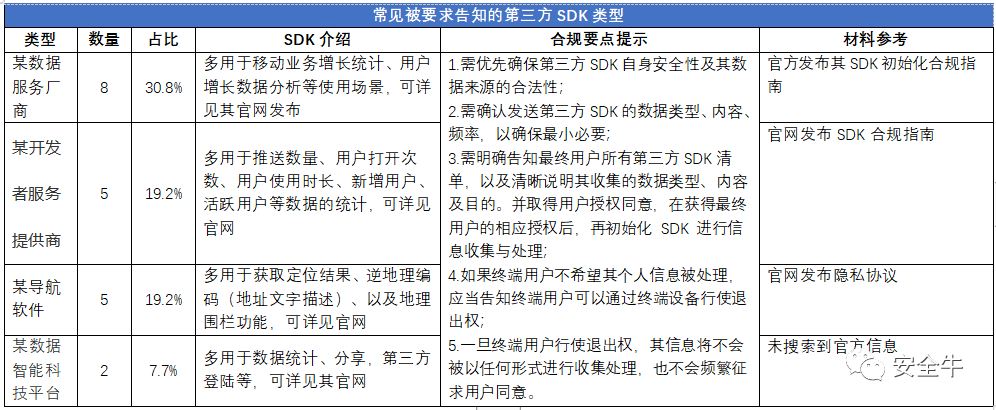 常见被要求告知的第三方 SDK 类型
类型
数量
占比
SDK 介绍
合规要点提示
材料参考
某数据
服务厂
商
8
30.8%
多用于移动业务增长统计、用户
增长数据分析等使用场景，可详
见其官网发布
1.需优先确保第三方 SDK 自身安全性及其数
据来源的合法性；
2.需确认发送第三方 SDK 的数据类型、内容、
频率，以确保最小必要；
3.需明确告知最终用户所有第三方 SDK 清
单，以及清晰说明其收集的数据类型、内容
及目的。并取得用户授权同意，在获得最终
用户的相应授权后，再初始化 SDK 进行信
息收集与处理；
4.如果终端用户不希望其个人信息被处理，
应当告知终端用户可以通过终端设备行使退
出权；
5.一旦终端用户行使退出权，其信息将不会
被以任何形式进行收集处理，也不会频繁征
求用户同意。
官方发布其 SDK 初始化合规指
南
某开发
者服务
提供商
5
19.2%
多用于推送数量、用户打开次
数、用户使用时长、新增用户、
活跃用户等数据的统计，可详见
官网
官网发布 SDK 合规指南
某导航
软件
5
19.2%
多用于获取定位结果、逆地理编
码（地址文字描述）、以及地理
围栏功能，可详见官网
官网发布隐私协议
某数据
智能科
技平台
2
7.7%
多用于数据统计、分享，第三方
登陆等，可详见其官网
未搜索到官方信息
安全牛